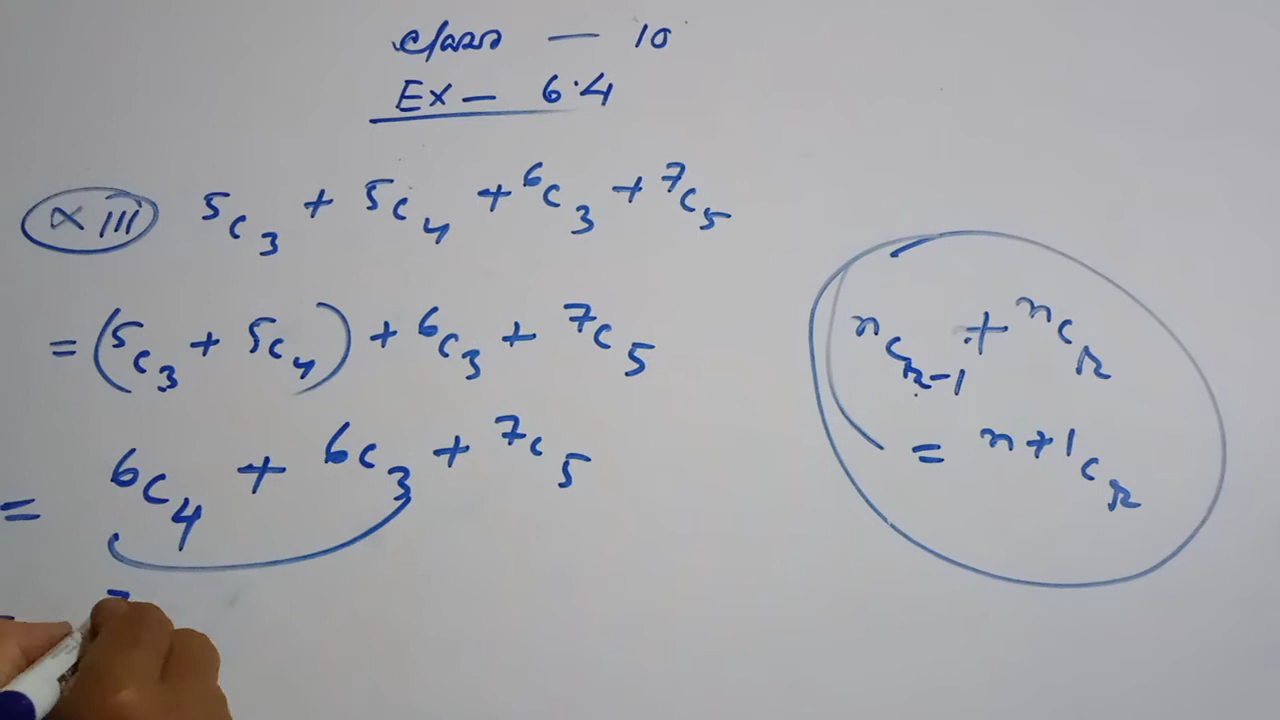 class — 10
EX — 6.4
xiii ⁵C₃ + ⁵C₄ + ⁶C₃ + ⁷C₅
= (⁵C₃ + ⁵C₄) + ⁶C₃ + ⁷C₅
= ⁶C₄ + ⁶C₃ + ⁷C₅
ⁿCᵣ₋₁ + ⁿCᵣ
= ⁿ⁺¹Cᵣ